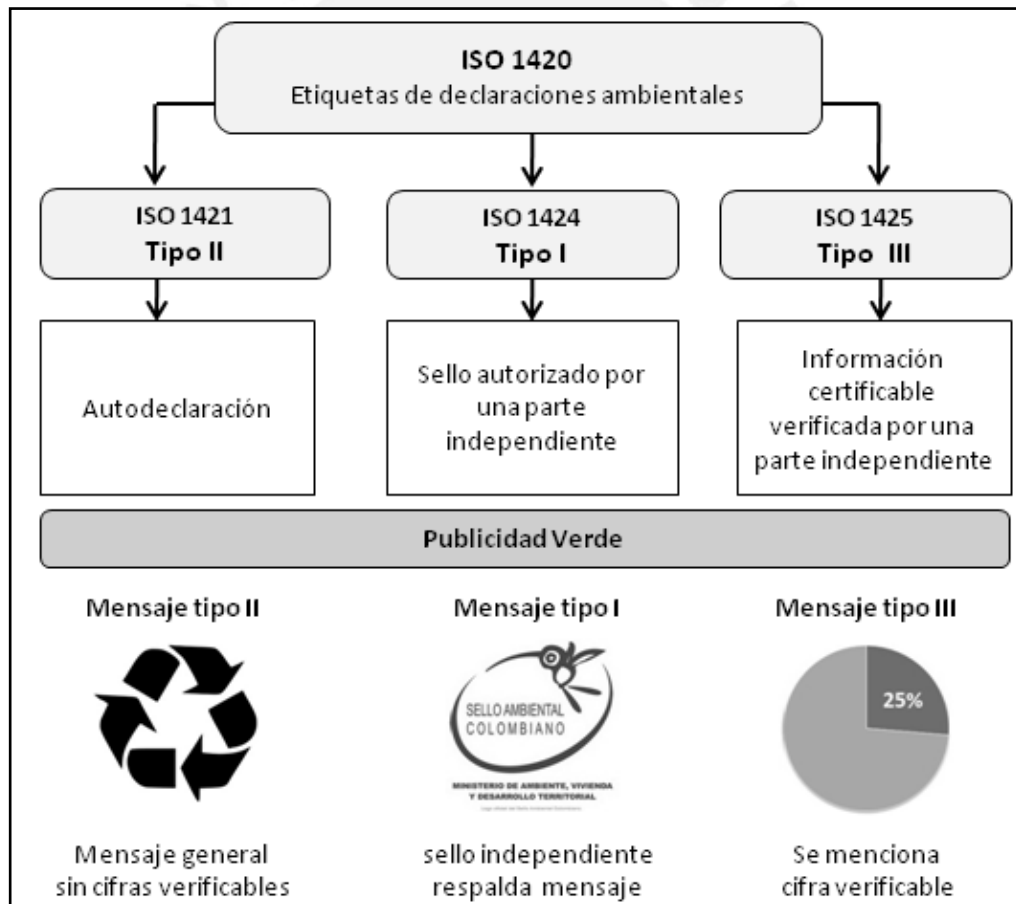 ISO 1420
Etiquetas de declaraciones ambientales
ISO 1421
Tipo II
ISO 1424
Tipo I
ISO 1425
Tipo III
Autodeclaración
Sello autorizado por
una parte
independiente
Información
certificable
verificada por una
parte independiente
Publicidad Verde
Mensaje tipo II
Mensaje tipo I
Mensaje tipo III
SELLO AMBIENTAL
COLOMBIANO
MINISTERIO DE AMBIENTE, VIVIENDA
Y DESARROLLO TERRITORIAL
25%
Mensaje general
sin cifras verificables
sello independiente
respalda mensaje
Se menciona
cifra verificable